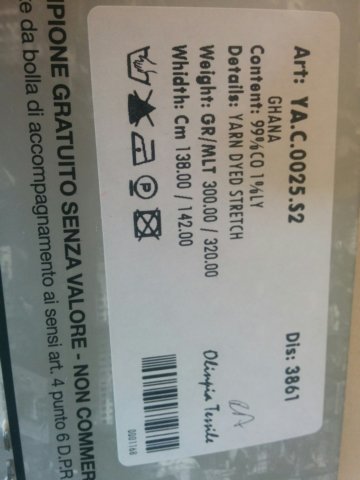 Art: YA.C.0025.S2 Dis: 3861
GHANA
Content: 99%CO 1%LY
Details: YARN DYED STRETCH
Weight: GR/MLT 300.00 / 320.00
Whidth: Cm 138.00 / 142.00
P
Olimpia Tessile
0001168
PIONE GRATUITO SENZA VALORE - NON COMMER
te da bolla di accompagnamento ai sensi art. 4 punto 6 D.P.R